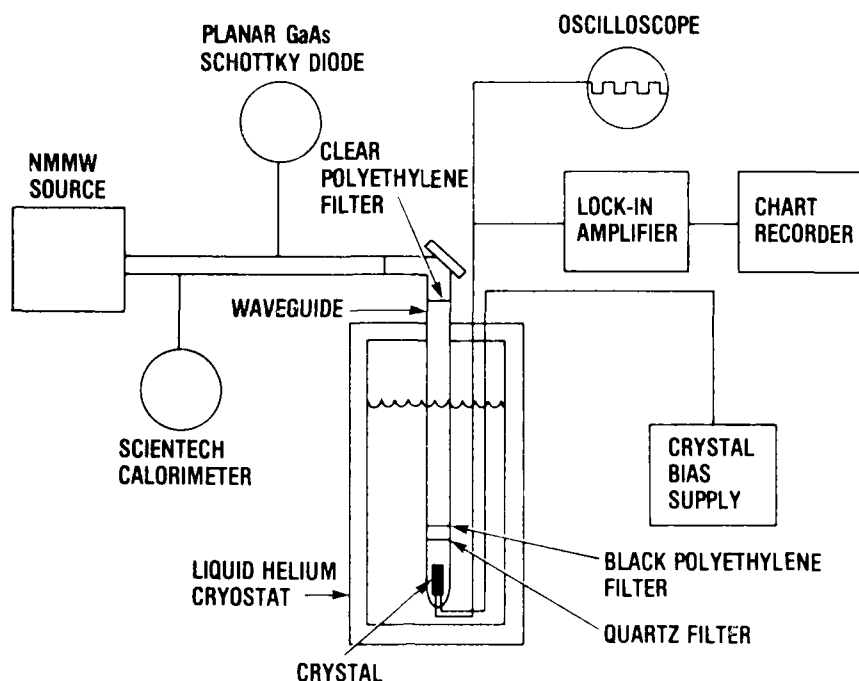 PLANAR GaAs
SCHOTTKY DIODE
OSCILLOSCOPE
NMMW
SOURCE
CLEAR
POLYETHYLENE
FILTER
LOCK-IN
AMPLIFIER
CHART
RECORDER
WAVEGUIDE
SCIENTECH
CALORIMETER
CRYSTAL
BIAS
SUPPLY
LIQUID HELIUM
CRYOSTAT
BLACK POLYETHYLENE
FILTER
QUARTZ FILTER
CRYSTAL